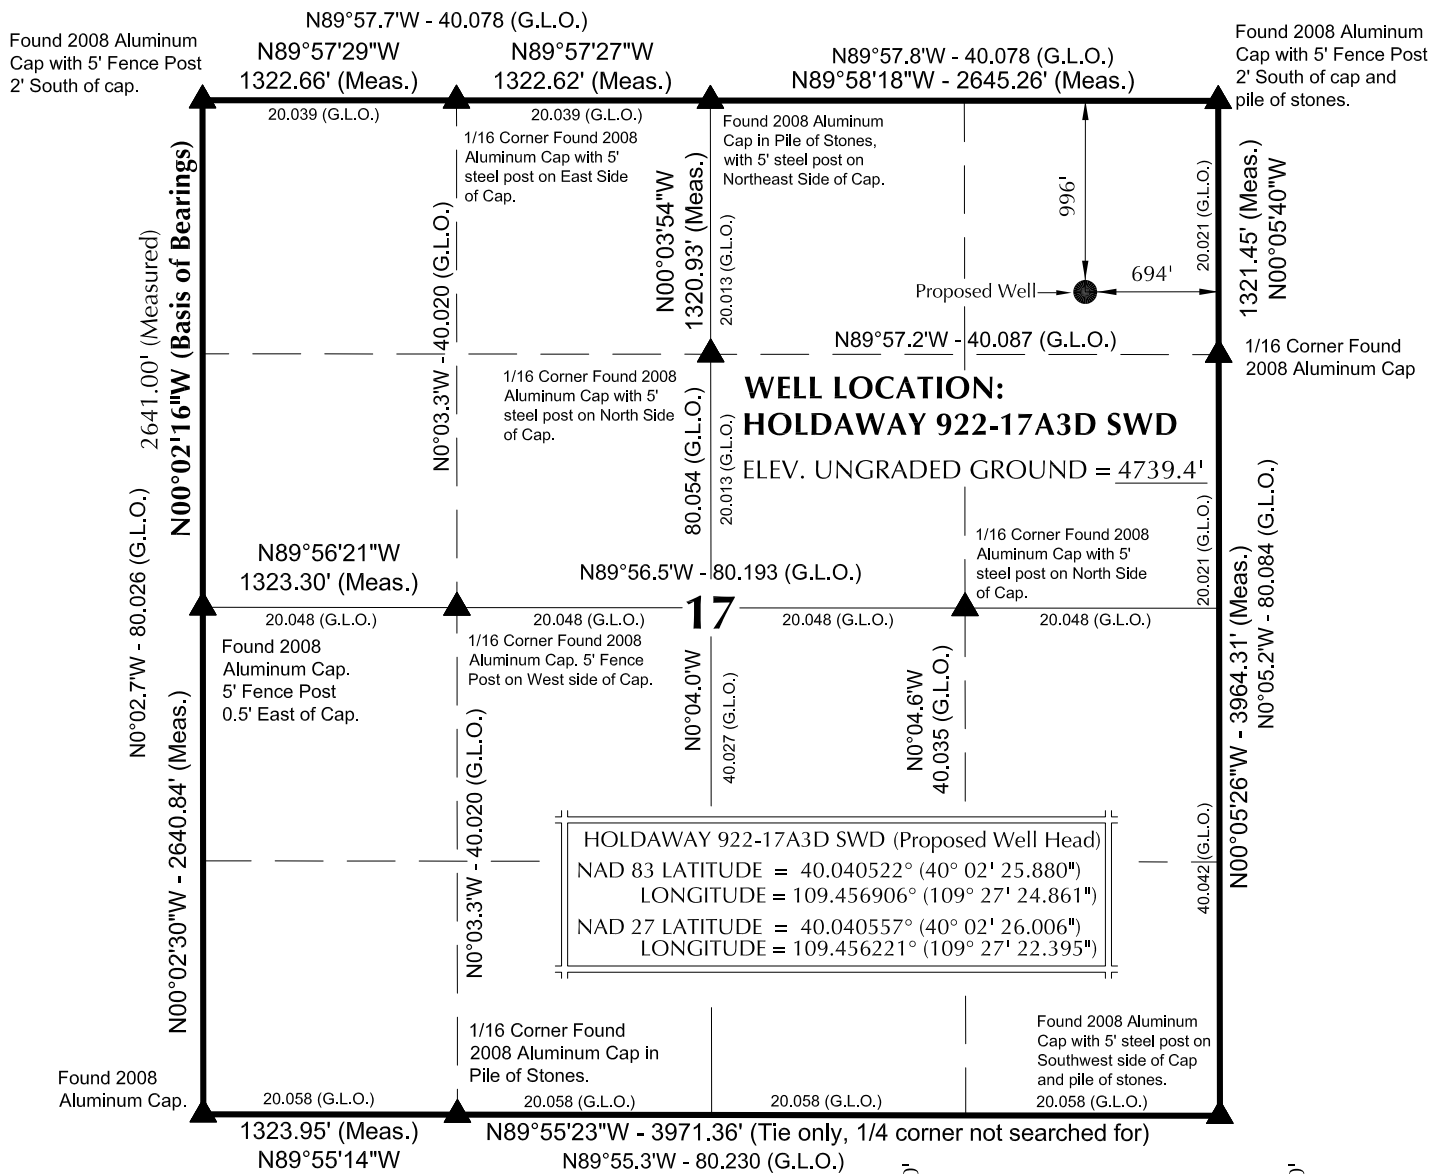 N89°57.7'W - 40.078 (G.L.O.)
Found 2008 Aluminum
Cap with 5' Fence Post
2' South of cap.
N89°57'29"W
1322.66' (Meas.)
N89°57'27"W
1322.62' (Meas.)
N89°57.8'W - 40.078 (G.L.O.)
N89°58'18"W - 2645.26' (Meas.)
Found 2008 Aluminum
Cap with 5' Fence Post
2' South of cap and
pile of stones.
20.039 (G.L.O.)
20.039 (G.L.O.)
1/16 Corner Found 2008
Aluminum Cap with 5'
steel post on East Side
of Cap.
Found 2008 Aluminum
Cap in Pile of Stones,
with 5' steel post on
Northeast Side of Cap.
2641.00' (Measured)
N00°02'16"W (Basis of Bearings)
N0°03.3'W - 40.020 (G.L.O.)
N00°03'54"W
1320.93' (Meas.)
20.013 (G.L.O.)
996'
694'
Proposed Well
20.021 (G.L.O.)
1321.45' (Meas.)
N00°05'40"W
N89°57.2'W - 40.087 (G.L.O.)
1/16 Corner Found
2008 Aluminum Cap
1/16 Corner Found 2008
Aluminum Cap with 5'
steel post on North Side
of Cap.
80.054 (G.L.O.)
20.013 (G.L.O.)
WELL LOCATION:
HOLDAWAY 922-17A3D SWD
ELEV. UNGRADED GROUND = 4739.4'
N0°02.7'W - 80.026 (G.L.O.)
N89°56'21"W
1323.30' (Meas.)
N89°56.5'W - 80.193 (G.L.O.)
1/16 Corner Found 2008
Aluminum Cap with 5'
steel post on North Side
of Cap.
20.021 (G.L.O.)
N00°05'26"W - 3964.31' (Meas.)
N0°05.2'W - 80.084 (G.L.O.)
20.048 (G.L.O.)
20.048 (G.L.O.)
17
20.048 (G.L.O.)
20.048 (G.L.O.)
Found 2008
Aluminum Cap.
5' Fence Post
0.5' East of Cap.
1/16 Corner Found 2008
Aluminum Cap. 5' Fence
Post on West side of Cap.
N00°02'30"W - 2640.84' (Meas.)
N0°03.3'W - 40.020 (G.L.O.)
N0°04.0'W
40.027 (G.L.O.)
N0°04.6'W
40.035 (G.L.O.)
40.042 (G.L.O.)
HOLDAWAY 922-17A3D SWD (Proposed Well Head)
NAD 83 LATITUDE = 40.040522° (40° 02' 25.880")
LONGITUDE = 109.456906° (109° 27' 24.861")
NAD 27 LATITUDE = 40.040557° (40° 02' 26.006")
LONGITUDE = 109.456221° (109° 27' 22.395")
1/16 Corner Found
2008 Aluminum Cap in
Pile of Stones.
Found 2008 Aluminum
Cap with 5' steel post on
Southwest side of Cap
and pile of stones.
Found 2008
Aluminum Cap.
20.058 (G.L.O.)
20.058 (G.L.O.)
20.058 (G.L.O.)
20.058 (G.L.O.)
1323.95' (Meas.)
N89°55'14"W
N89°55'23"W - 3971.36' (Tie only, 1/4 corner not searched for)
N89°55.3'W - 80.230 (G.L.O.)